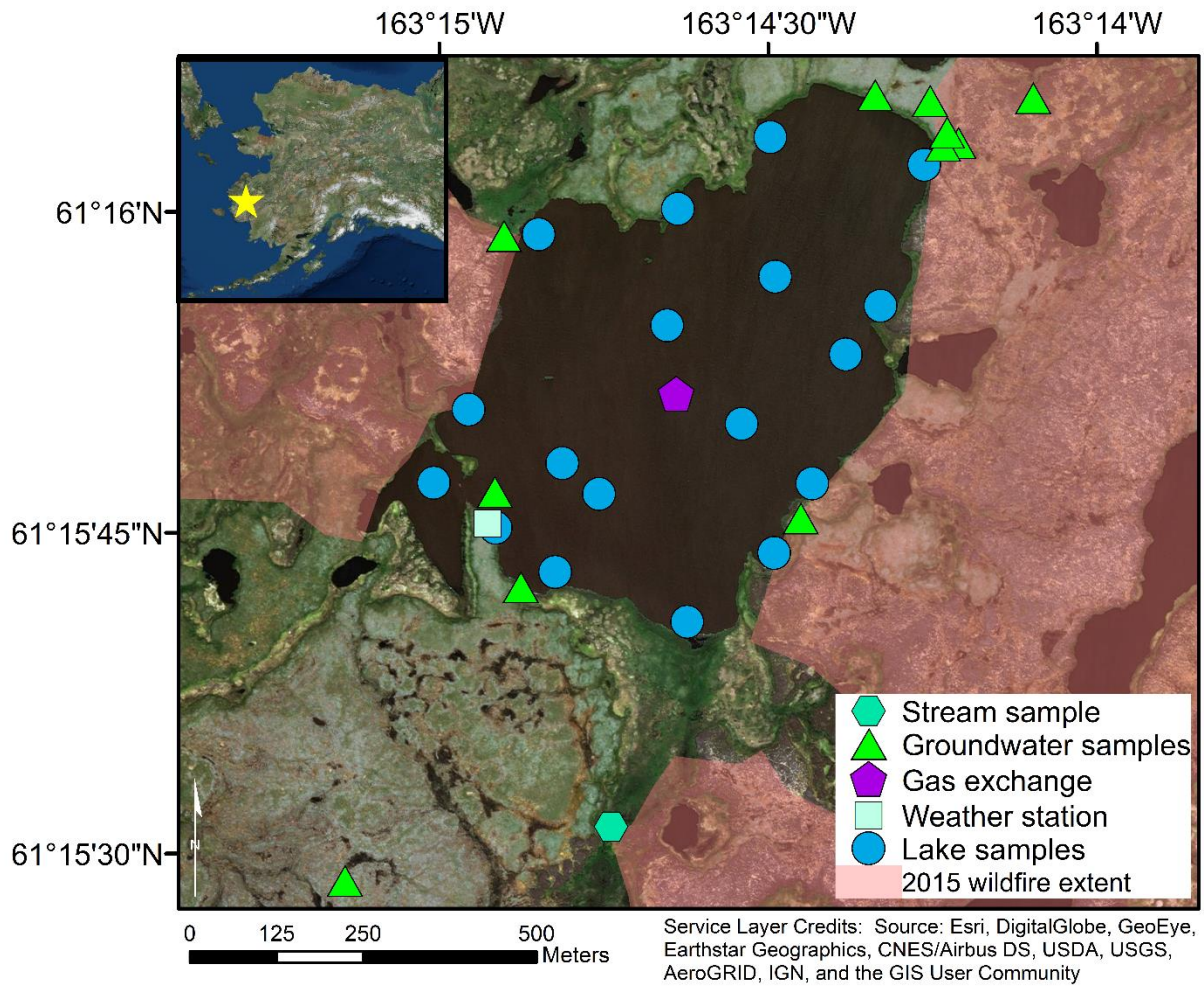 163°15'W 163°14'30"W 163°14'W
61°16'N
61°15'45"N
61°15'30"N
N
Stream sample
Groundwater samples
Gas exchange
Weather station
Lake samples
2015 wildfire extent
0 125 250 500
Meters
Service Layer Credits: Source: Esri, DigitalGlobe, GeoEye,
Earthstar Geographics, CNES/Airbus DS, USDA, USGS,
AeroGRID, IGN, and the GIS User Community